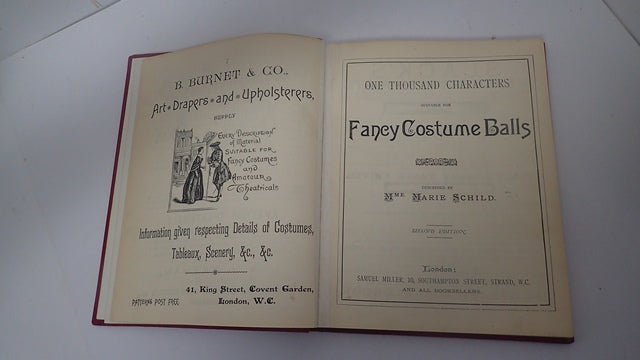 B. BURNET & CO.,
Art Drapers and Upholsterers,
SUPPLY
Every Description
of Material
Suitable for
Fancy Costumes
and
Amateur
Theatricals
Information given respecting Details of Costumes,
Tableaux, Scenery, &c., &c.
41, King Street, Covent Garden,
London, W.C.
PATTERNS POST FREE
ONE THOUSAND CHARACTERS
SUITABLE FOR
Fancy Costume Balls
DESCRIBED BY
MME. MARIE SCHILD.
SECOND EDITION.
London:
SAMUEL MILLER, 10, SOUTHAMPTON STREET, STRAND, W.C.
AND ALL BOOKSELLERS.